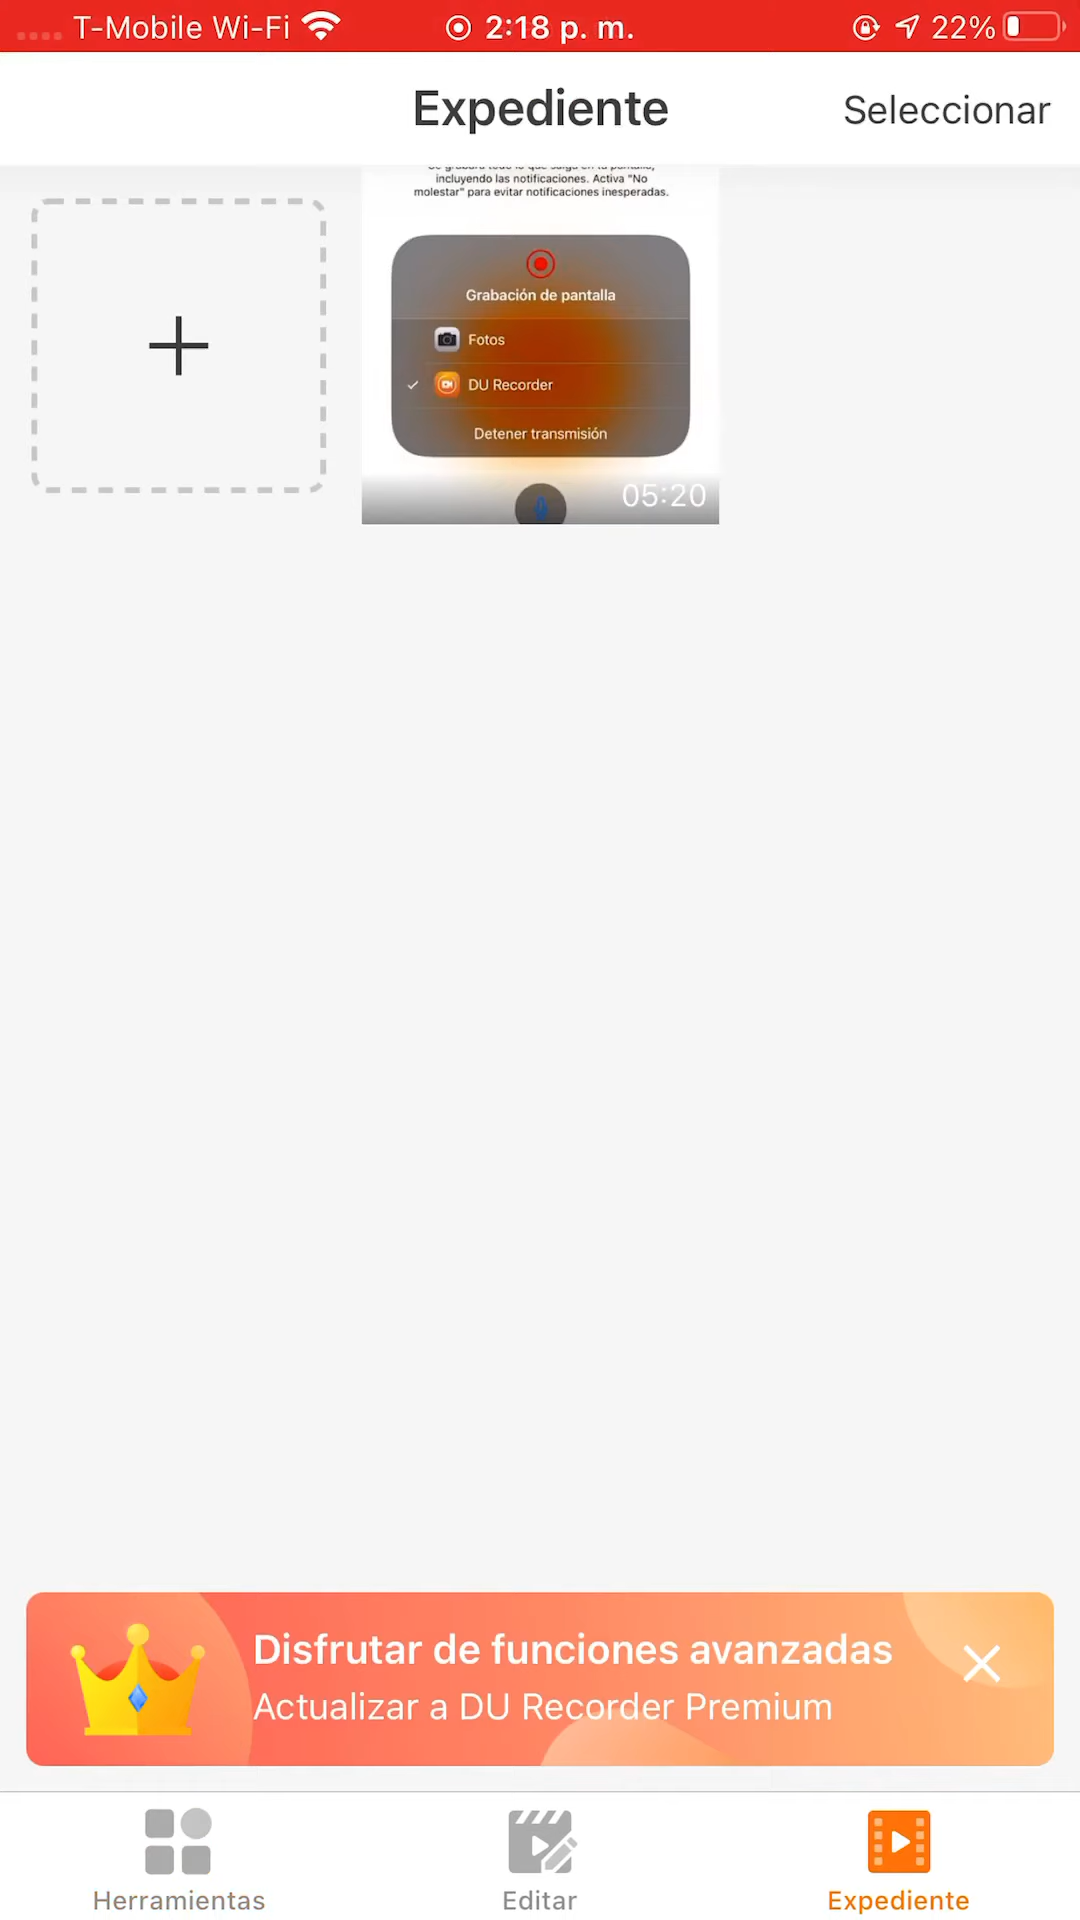 T-Mobile Wi-Fi 2:18 p. m. 22%
Expediente Seleccionar
Se grabará todo lo que salga en tu pantalla,
incluyendo las notificaciones. Activa "No
molestar" para evitar notificaciones inesperadas.
Grabación de pantalla
Fotos
DU Recorder
Detener transmisión
05:20
Disfrutar de funciones avanzadas
Actualizar a DU Recorder Premium
Herramientas Editar Expediente